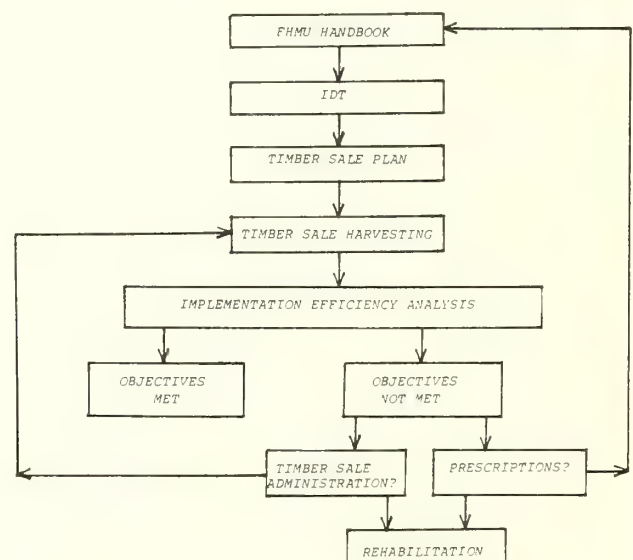 FHMU HANDBOOK
IDT
TIMBER SALE PLAN
TIMBER SALE HARVESTING
IMPLEMENTATION EFFICIENCY ANALYSIS
OBJECTIVES
MET
OBJECTIVES
NOT MET
TIMBER SALE
ADMINISTRATION?
PRESCRIPTIONS?
REHABILITATION